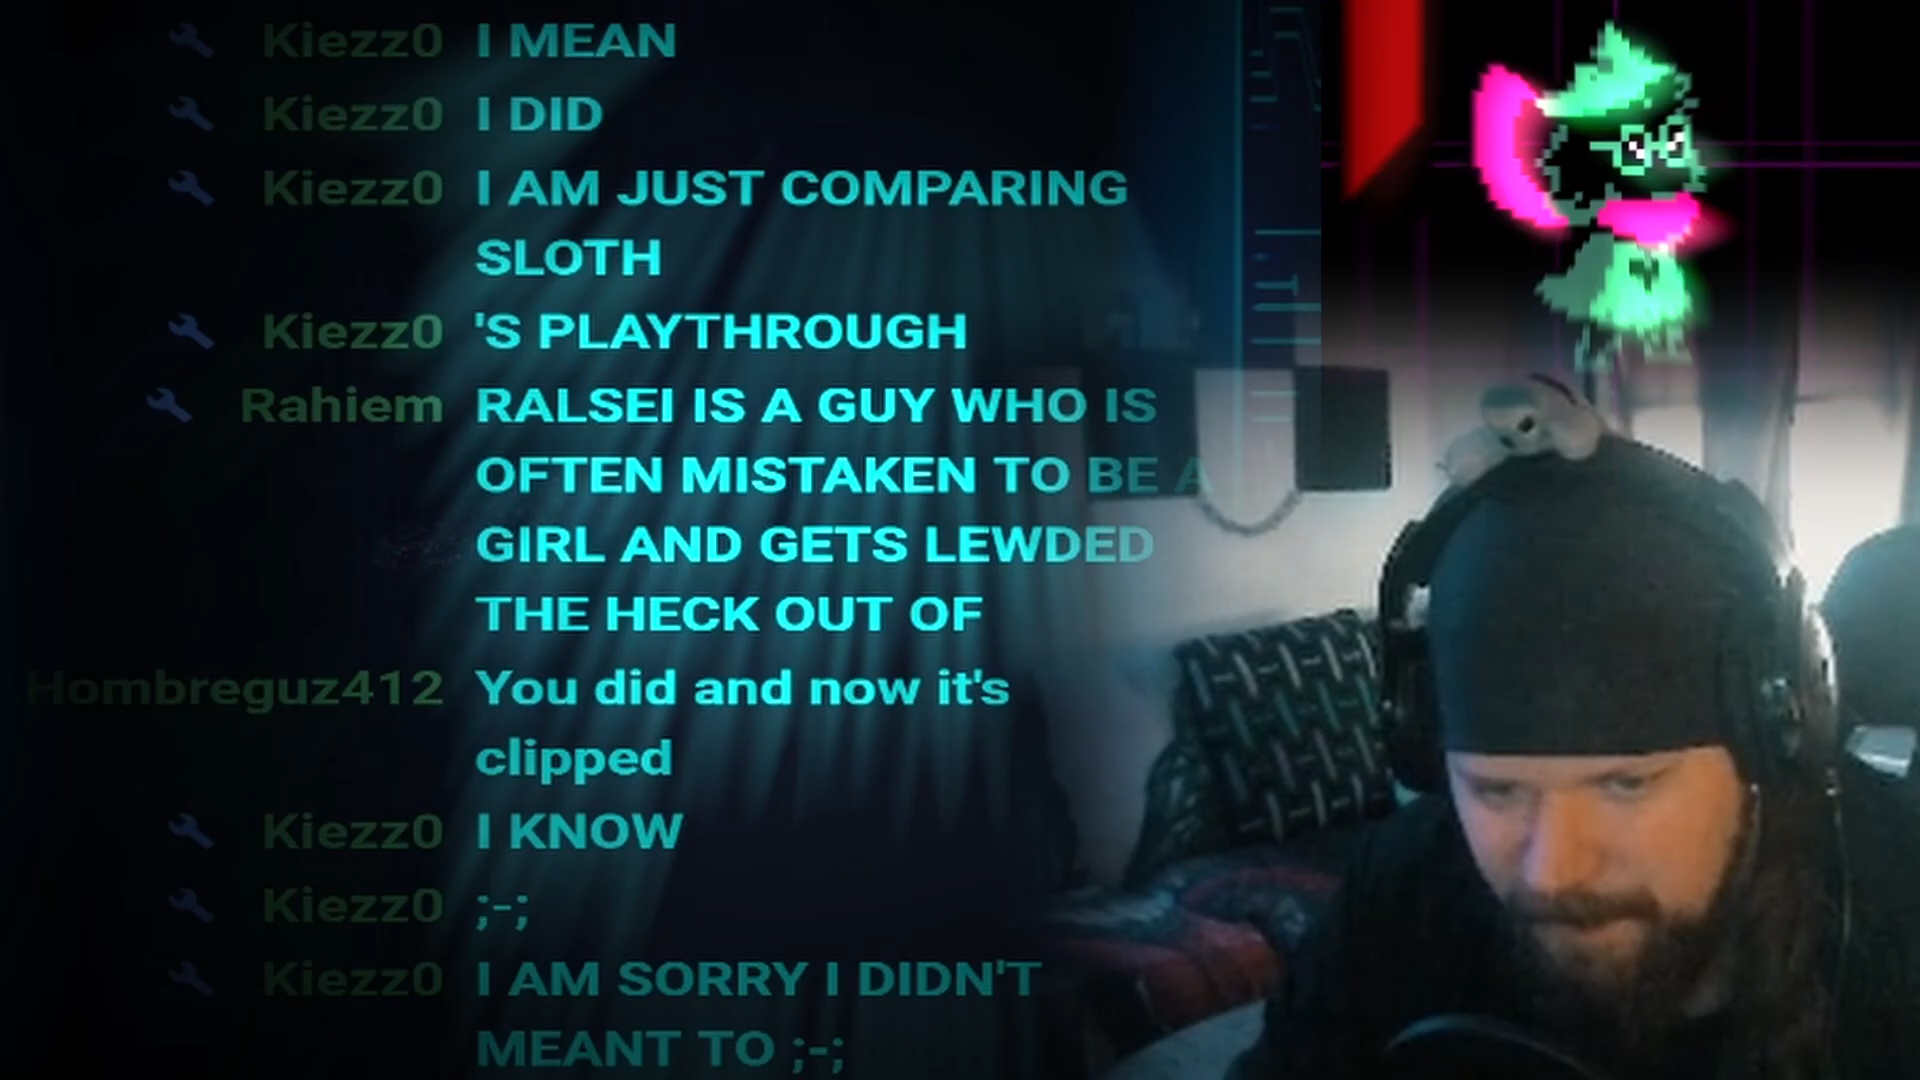 Kiezz0 I MEAN
Kiezz0 I DID
Kiezz0 I AM JUST COMPARING
SLOTH
Kiezz0 'S PLAYTHROUGH
Rahiem RALSEI IS A GUY WHO IS
OFTEN MISTAKEN TO BE A
GIRL AND GETS LEWDED
THE HECK OUT OF
Hombreguz412 You did and now it's
clipped
Kiezz0 I KNOW
Kiezz0 ;-;
Kiezz0 I AM SORRY I DIDN'T
MEANT TO ;-;